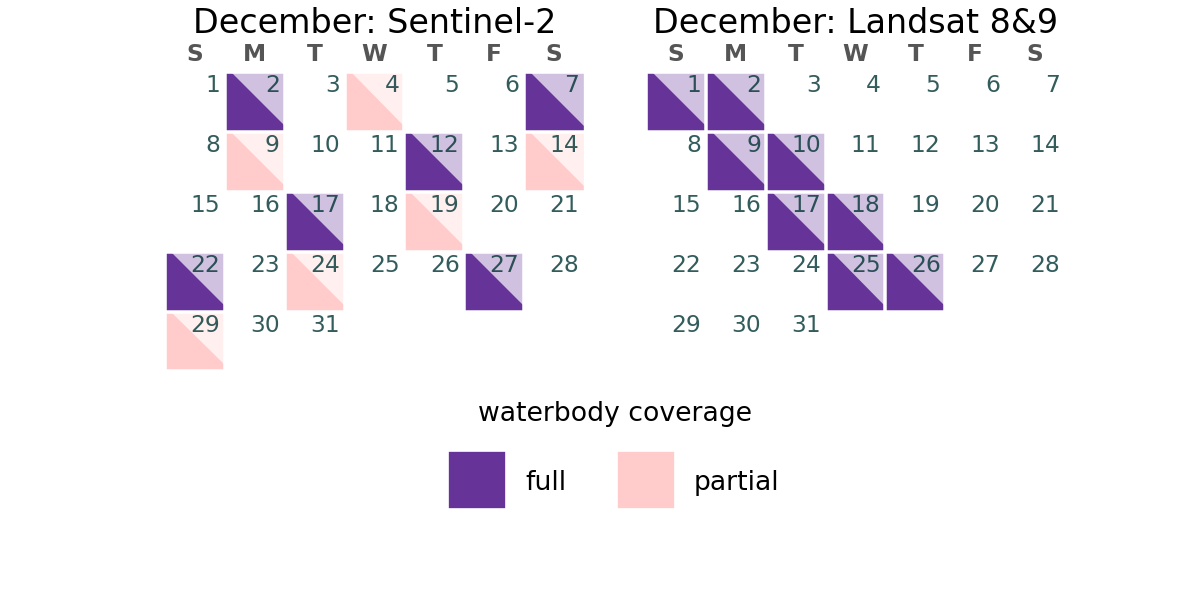 December: Sentinel-2
S M T W T F S
1 2 3 4 5 6 7
8 9 10 11 12 13 14
15 16 17 18 19 20 21
22 23 24 25 26 27 28
29 30 31
December: Landsat 8&9
S M T W T F S
1 2 3 4 5 6 7
8 9 10 11 12 13 14
15 16 17 18 19 20 21
22 23 24 25 26 27 28
29 30 31
waterbody coverage
full
partial